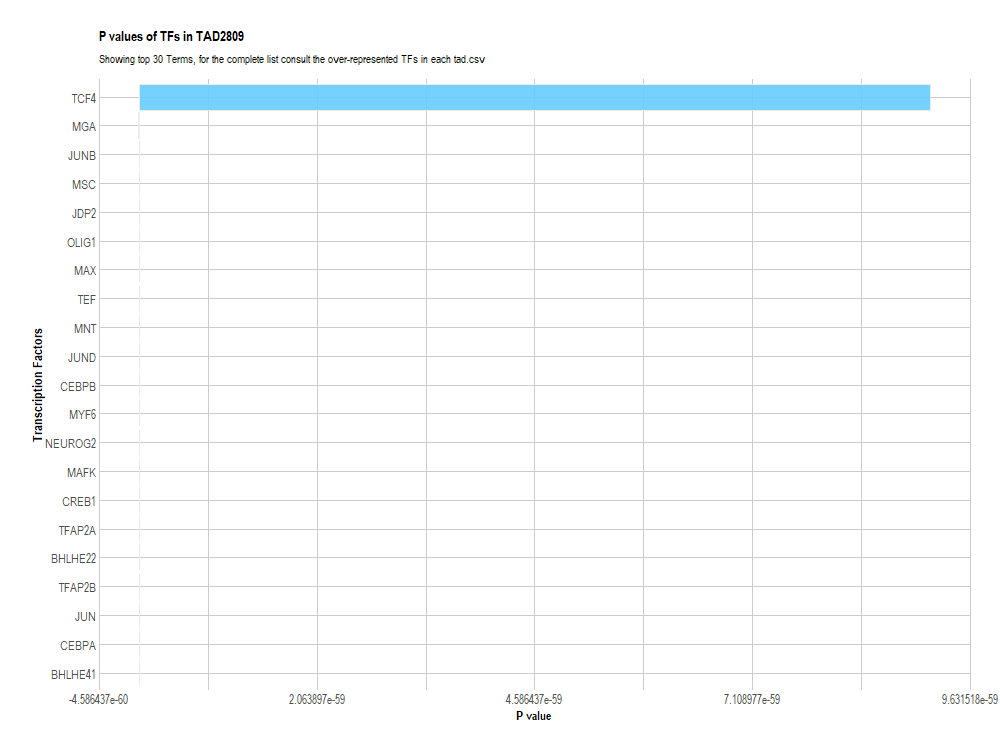 P values of TFs in TAD2809
Showing top 30 Terms, for the complete list consult the over-represented TFs in each tad.csv
Transcription Factors
TCF4
MGA
JUNB
MSC
JDP2
OLIG1
MAX
TEF
MNT
JUND
CEBPB
MYF6
NEUROG2
MAFK
CREB1
TFAP2A
BHLHE22
TFAP2B
JUN
CEBPA
BHLHE41
-4.586437e-60 2.063897e-59 4.586437e-59 7.108977e-59 9.631518e-59
P value